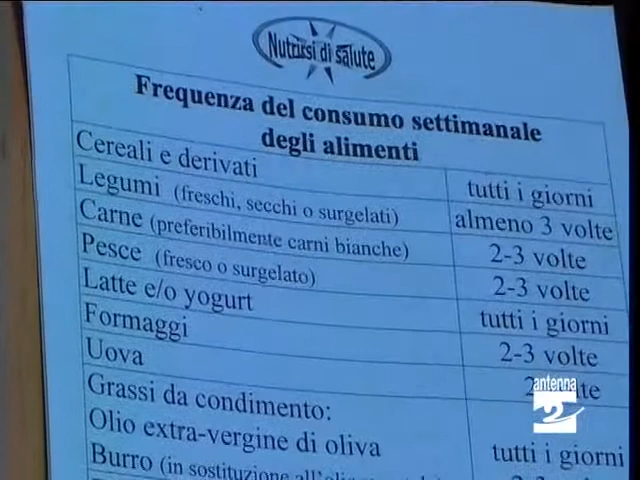 Nutrirsi di salute
Frequenza del consumo settimanale
degli alimenti
Cereali e derivati tutti i giorni
Legumi (freschi, secchi o surgelati) almeno 3 volte
Carne (preferibilmente carni bianche) 2-3 volte
Pesce (fresco o surgelato) 2-3 volte
Latte e/o yogurt tutti i giorni
Formaggi 2-3 volte
Uova
Grassi da condimento:
Olio extra-vergine di oliva tutti i giorni
Burro (in sostituzione
antenna
2